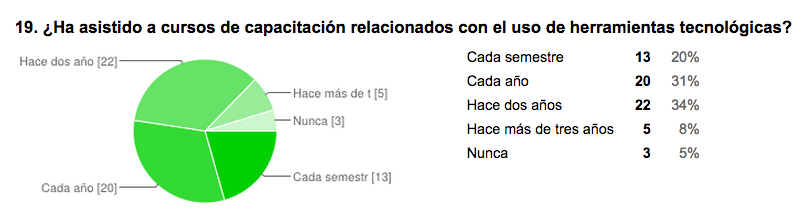 19. ¿Ha asistido a cursos de capacitación relacionados con el uso de herramientas tecnológicas?
Hace dos año [22]
Hace más de t [5]
Nunca [3]
Cada semestr [13]
Cada año [20]
Cada semestre 13 20%
Cada año 20 31%
Hace dos años 22 34%
Hace más de tres años 5 8%
Nunca 3 5%